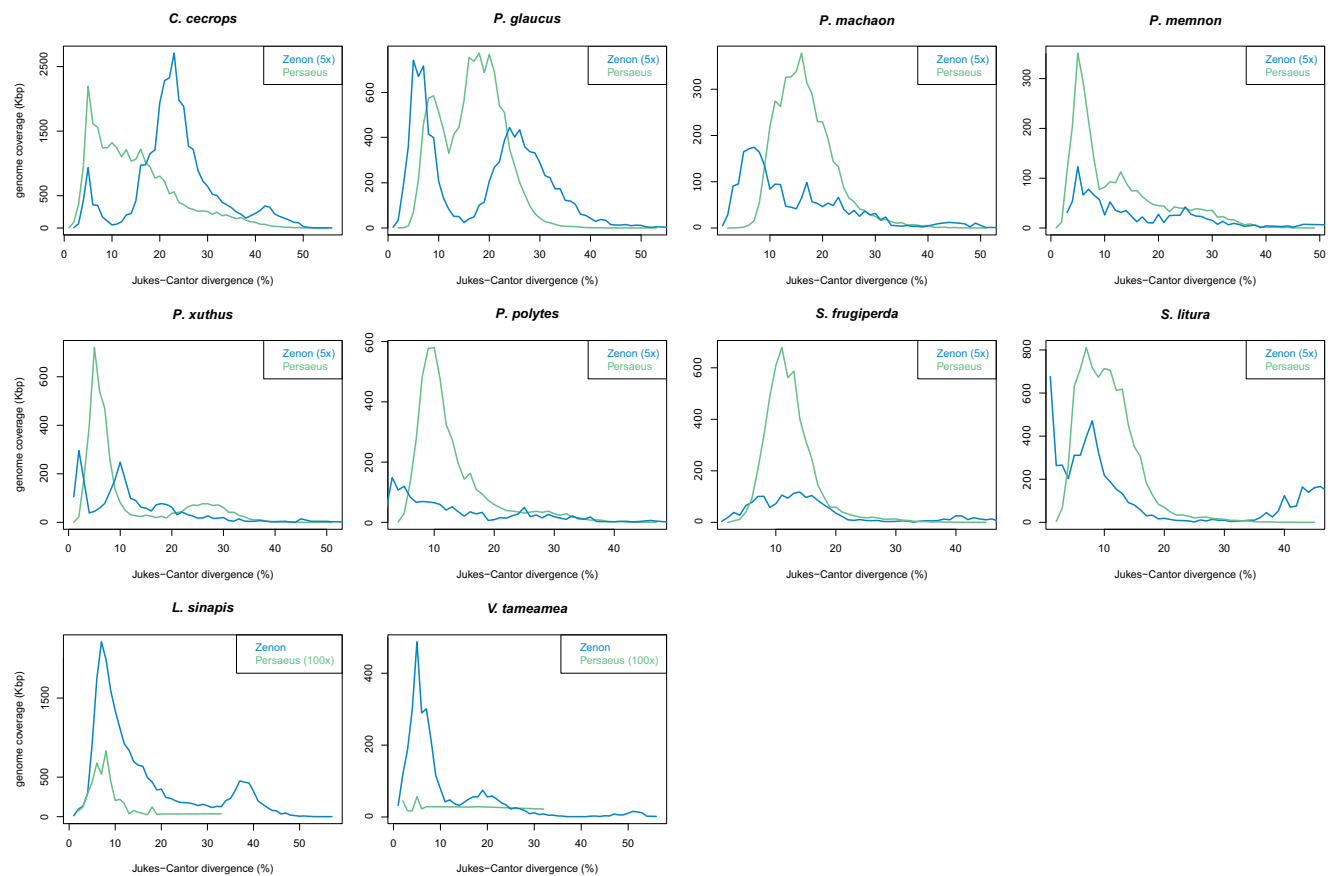 C. cecrops
P. glaucus
P. machaon
P. memnon
genome coverage (Kbp)
0
500
1500
2500
0
10
20
30
40
50
Jukes−Cantor divergence (%)
Zenon (5x)
Persaeus
0
200
400
600
0
10
20
30
40
50
Jukes−Cantor divergence (%)
Zenon (5x)
Persaeus
0
100
200
300
0
10
20
30
40
50
Jukes−Cantor divergence (%)
Zenon (5x)
Persaeus
0
100
200
300
0
10
20
30
40
50
Jukes−Cantor divergence (%)
Zenon (5x)
Persaeus
P. xuthus
P. polytes
S. frugiperda
S. litura
genome coverage (Kbp)
0
200
400
600
0
10
20
30
40
50
Jukes−Cantor divergence (%)
Zenon (5x)
Persaeus
0
200
400
600
10
20
30
40
Jukes−Cantor divergence (%)
Zenon (5x)
Persaeus
0
200
400
600
10
20
30
40
Jukes−Cantor divergence (%)
Zenon (5x)
Persaeus
0
200
400
600
800
10
20
30
40
Jukes−Cantor divergence (%)
Zenon (5x)
Persaeus
L. sinapis
V. tameamea
genome coverage (Kbp)
0
500
1500
0
10
20
30
40
50
Jukes−Cantor divergence (%)
Zenon
Persaeus (100x)
0
200
400
0
10
20
30
40
50
Jukes−Cantor divergence (%)
Zenon
Persaeus (100x)